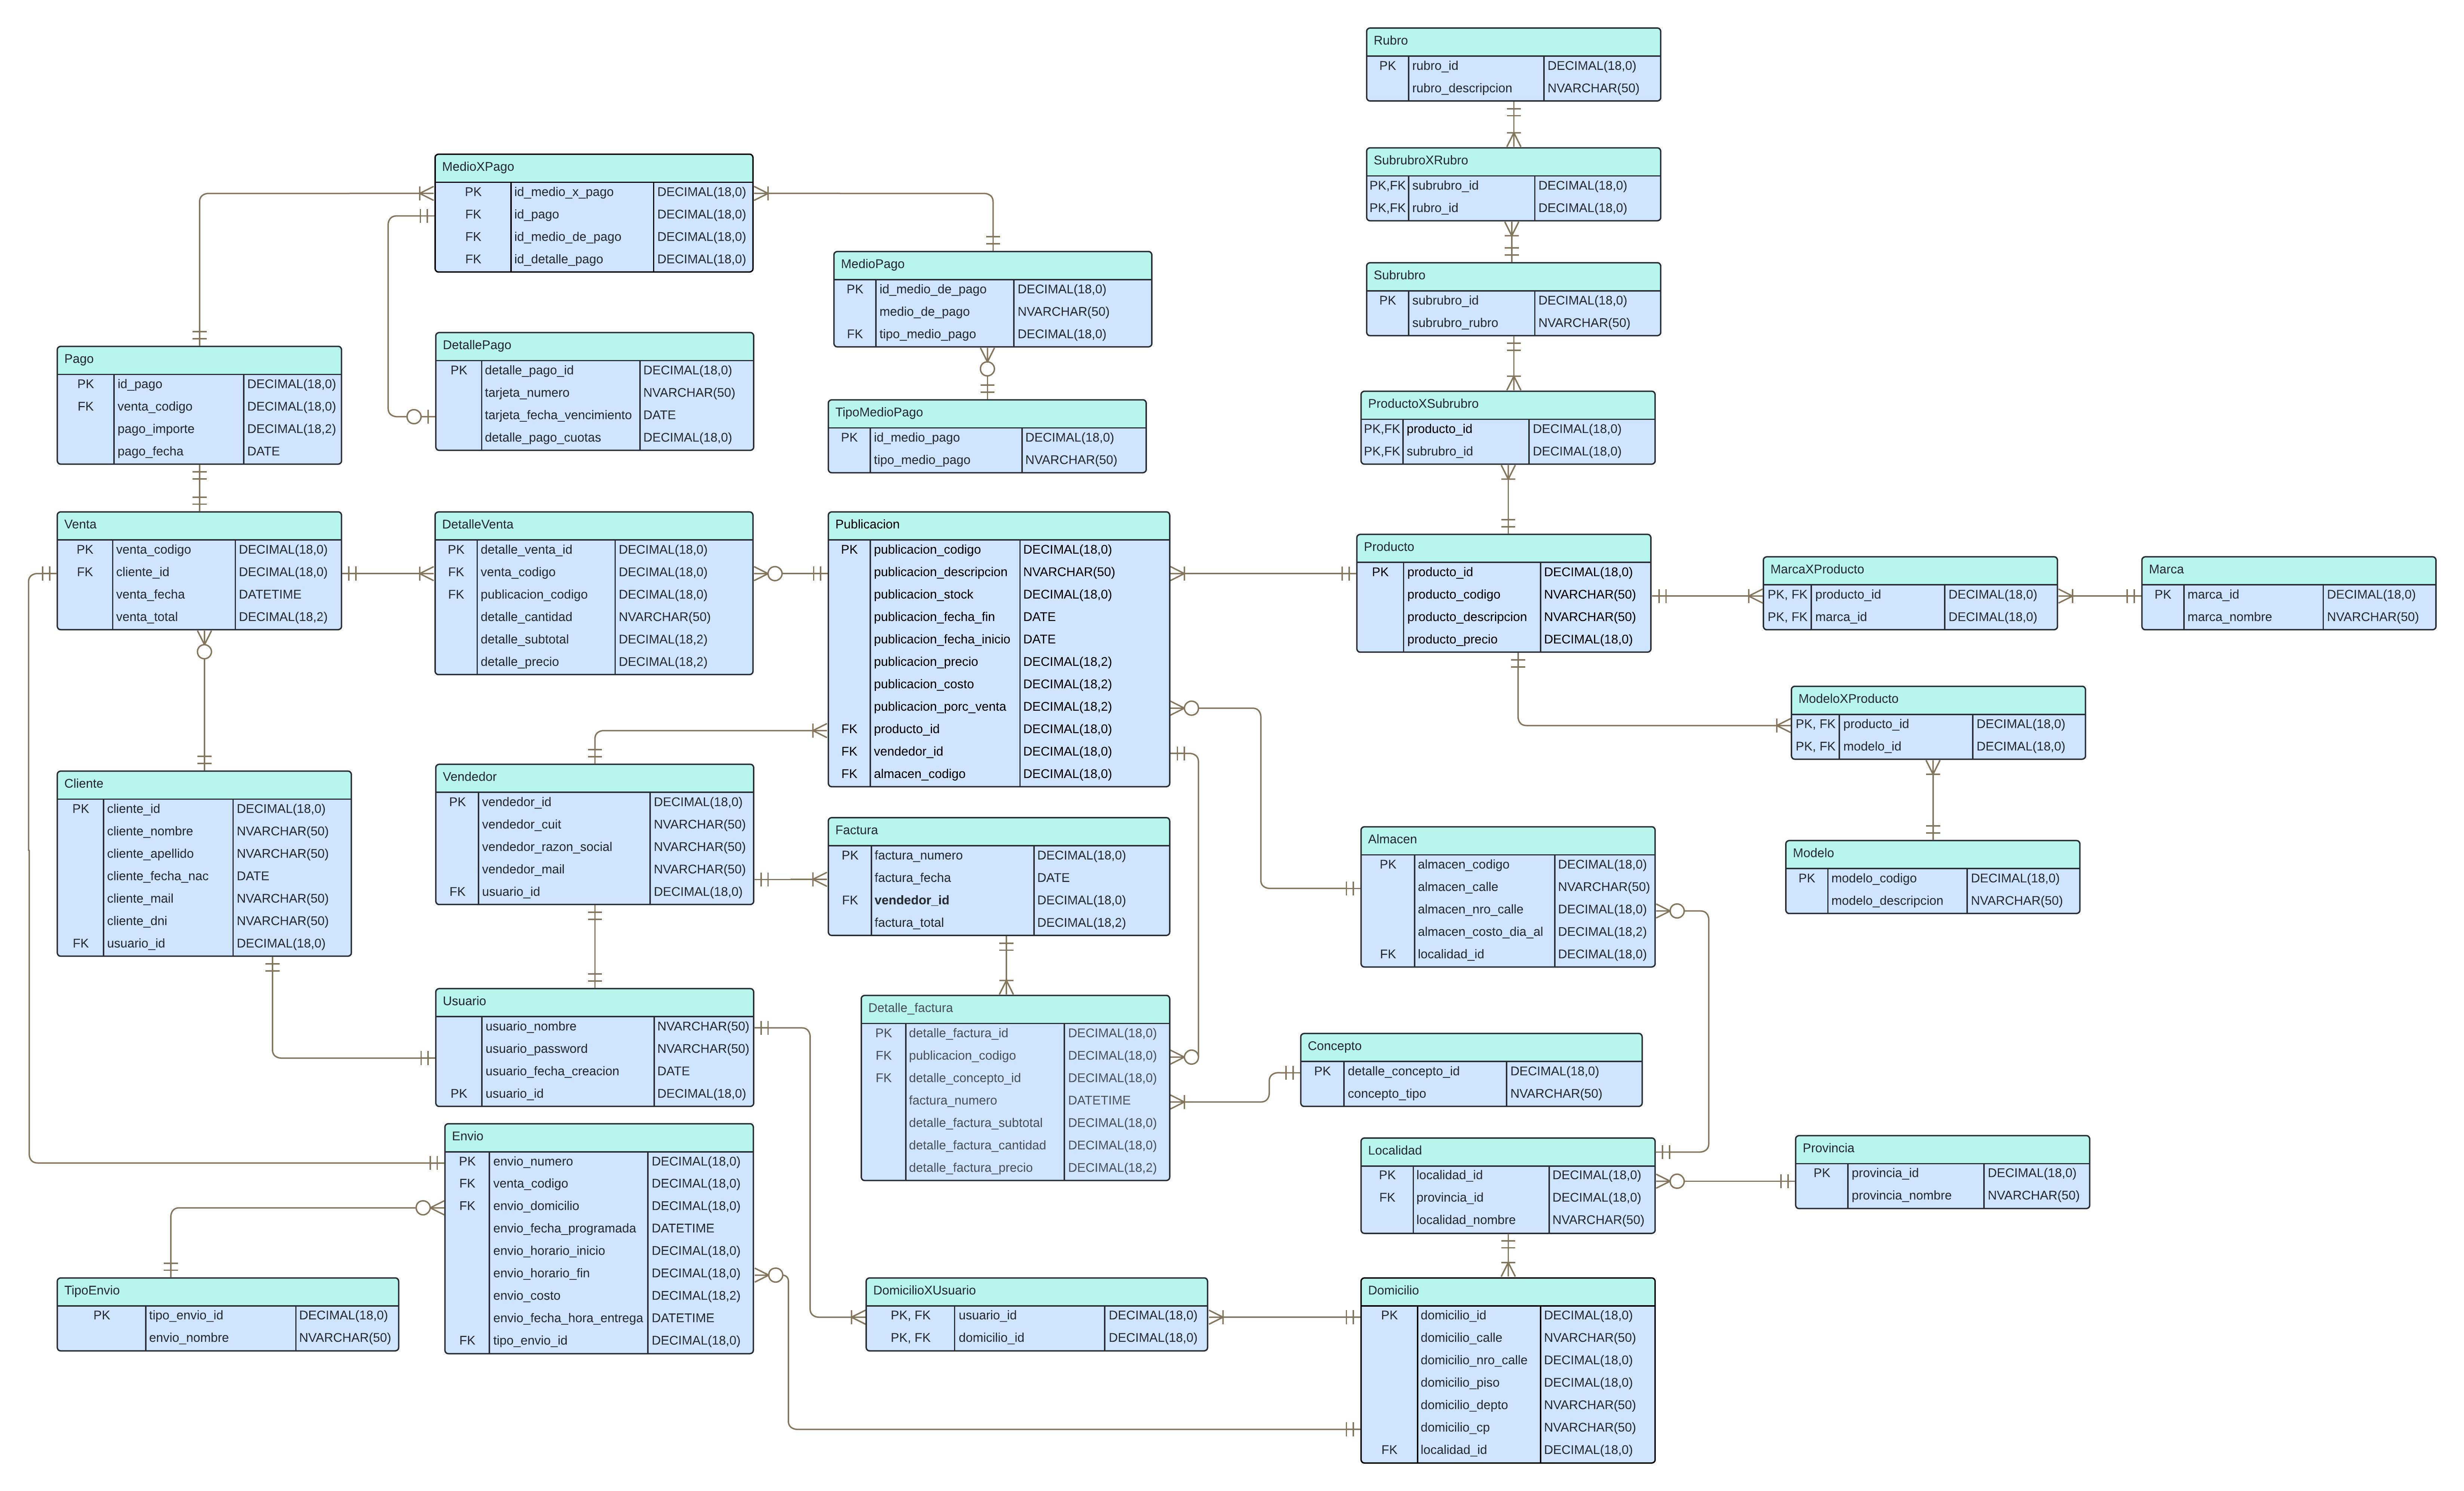 Rubro
PK rubro_id DECIMAL(18,0)
rubro_descripcion NVARCHAR(50)
SubrubroXRubro
PK,FK subrubro_id DECIMAL(18,0)
PK,FK rubro_id DECIMAL(18,0)
MedioXPago
PK id_medio_x_pago DECIMAL(18,0)
FK id_pago DECIMAL(18,0)
FK id_medio_de_pago DECIMAL(18,0)
FK id_detalle_pago DECIMAL(18,0)
MedioPago
PK id_medio_de_pago DECIMAL(18,0)
medio_de_pago NVARCHAR(50)
FK tipo_medio_pago DECIMAL(18,0)
Subrubro
PK subrubro_id DECIMAL(18,0)
subrubro_rubro NVARCHAR(50)
Pago
PK id_pago DECIMAL(18,0)
FK venta_codigo DECIMAL(18,0)
pago_importe DECIMAL(18,2)
pago_fecha DATE
DetallePago
PK detalle_pago_id DECIMAL(18,0)
tarjeta_numero NVARCHAR(50)
tarjeta_fecha_vencimiento DATE
detalle_pago_cuotas DECIMAL(18,0)
TipoMedioPago
PK id_medio_pago DECIMAL(18,0)
tipo_medio_pago NVARCHAR(50)
ProductoXSubrubro
PK,FK producto_id DECIMAL(18,0)
PK,FK subrubro_id DECIMAL(18,0)
Venta
PK venta_codigo DECIMAL(18,0)
FK cliente_id DECIMAL(18,0)
venta_fecha DATETIME
venta_total DECIMAL(18,2)
DetalleVenta
PK detalle_venta_id DECIMAL(18,0)
FK venta_codigo DECIMAL(18,0)
FK publicacion_codigo DECIMAL(18,0)
detalle_cantidad NVARCHAR(50)
detalle_subtotal DECIMAL(18,2)
detalle_precio DECIMAL(18,2)
Publicacion
PK publicacion_codigo DECIMAL(18,0)
publicacion_descripcion NVARCHAR(50)
publicacion_stock DECIMAL(18,0)
publicacion_fecha_fin DATE
publicacion_fecha_inicio DATE
publicacion_precio DECIMAL(18,2)
publicacion_costo DECIMAL(18,2)
publicacion_porc_venta DECIMAL(18,2)
FK producto_id DECIMAL(18,0)
FK vendedor_id DECIMAL(18,0)
FK almacen_codigo DECIMAL(18,0)
Producto
PK producto_id DECIMAL(18,0)
producto_codigo NVARCHAR(50)
producto_descripcion NVARCHAR(50)
producto_precio DECIMAL(18,0)
MarcaXProducto
PK, FK producto_id DECIMAL(18,0)
PK, FK marca_id DECIMAL(18,0)
Marca
PK marca_id DECIMAL(18,0)
marca_nombre NVARCHAR(50)
ModeloXProducto
PK, FK producto_id DECIMAL(18,0)
PK, FK modelo_id DECIMAL(18,0)
Cliente
PK cliente_id DECIMAL(18,0)
cliente_nombre NVARCHAR(50)
cliente_apellido NVARCHAR(50)
cliente_fecha_nac DATE
cliente_mail NVARCHAR(50)
cliente_dni NVARCHAR(50)
FK usuario_id DECIMAL(18,0)
Vendedor
PK vendedor_id DECIMAL(18,0)
vendedor_cuit NVARCHAR(50)
vendedor_razon_social NVARCHAR(50)
vendedor_mail NVARCHAR(50)
FK usuario_id DECIMAL(18,0)
Factura
PK factura_numero DECIMAL(18,0)
factura_fecha DATE
FK vendedor_id DECIMAL(18,0)
factura_total DECIMAL(18,2)
Almacen
PK almacen_codigo DECIMAL(18,0)
almacen_calle NVARCHAR(50)
almacen_nro_calle DECIMAL(18,0)
almacen_costo_dia_al DECIMAL(18,2)
FK localidad_id DECIMAL(18,0)
Modelo
PK modelo_codigo DECIMAL(18,0)
modelo_descripcion NVARCHAR(50)
Usuario
usuario_nombre NVARCHAR(50)
usuario_password NVARCHAR(50)
usuario_fecha_creacion DATE
PK usuario_id DECIMAL(18,0)
Detalle_factura
PK detalle_factura_id DECIMAL(18,0)
FK publicacion_codigo DECIMAL(18,0)
FK detalle_concepto_id DECIMAL(18,0)
factura_numero DATETIME
detalle_factura_subtotal DECIMAL(18,0)
detalle_factura_cantidad DECIMAL(18,0)
detalle_factura_precio DECIMAL(18,2)
Concepto
PK detalle_concepto_id DECIMAL(18,0)
concepto_tipo NVARCHAR(50)
Envio
PK envio_numero DECIMAL(18,0)
FK venta_codigo DECIMAL(18,0)
FK envio_domicilio DECIMAL(18,0)
envio_fecha_programada DATETIME
envio_horario_inicio DECIMAL(18,0)
envio_horario_fin DECIMAL(18,0)
envio_costo DECIMAL(18,2)
envio_fecha_hora_entrega DATETIME
FK tipo_envio_id DECIMAL(18,0)
Localidad
PK localidad_id DECIMAL(18,0)
FK provincia_id DECIMAL(18,0)
localidad_nombre NVARCHAR(50)
Provincia
PK provincia_id DECIMAL(18,0)
provincia_nombre NVARCHAR(50)
TipoEnvio
PK tipo_envio_id DECIMAL(18,0)
envio_nombre NVARCHAR(50)
DomicilioXUsuario
PK, FK usuario_id DECIMAL(18,0)
PK, FK domicilio_id DECIMAL(18,0)
Domicilio
PK domicilio_id DECIMAL(18,0)
domicilio_calle NVARCHAR(50)
domicilio_nro_calle DECIMAL(18,0)
domicilio_piso DECIMAL(18,0)
domicilio_depto NVARCHAR(50)
domicilio_cp NVARCHAR(50)
FK localidad_id DECIMAL(18,0)